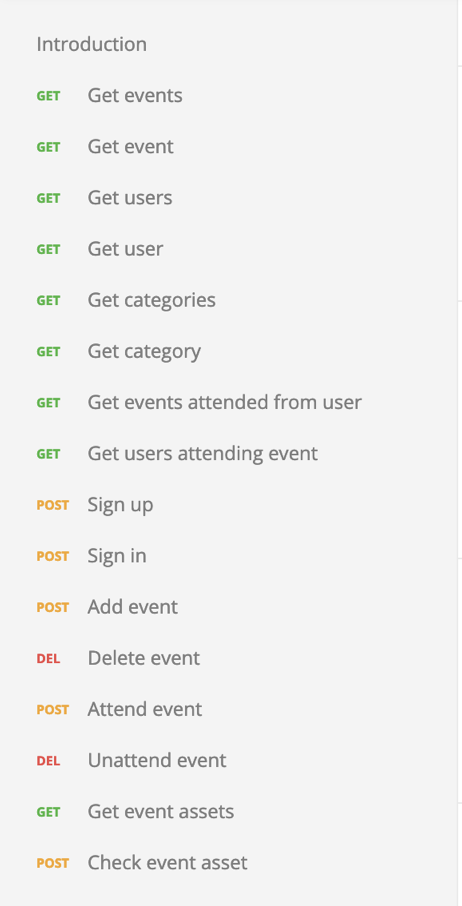 Introduction
GET Get events
GET Get event
GET Get users
GET Get user
GET Get categories
GET Get category
GET Get events attended from user
GET Get users attending event
POST Sign up
POST Sign in
POST Add event
DEL Delete event
POST Attend event
DEL Unattend event
GET Get event assets
POST Check event asset